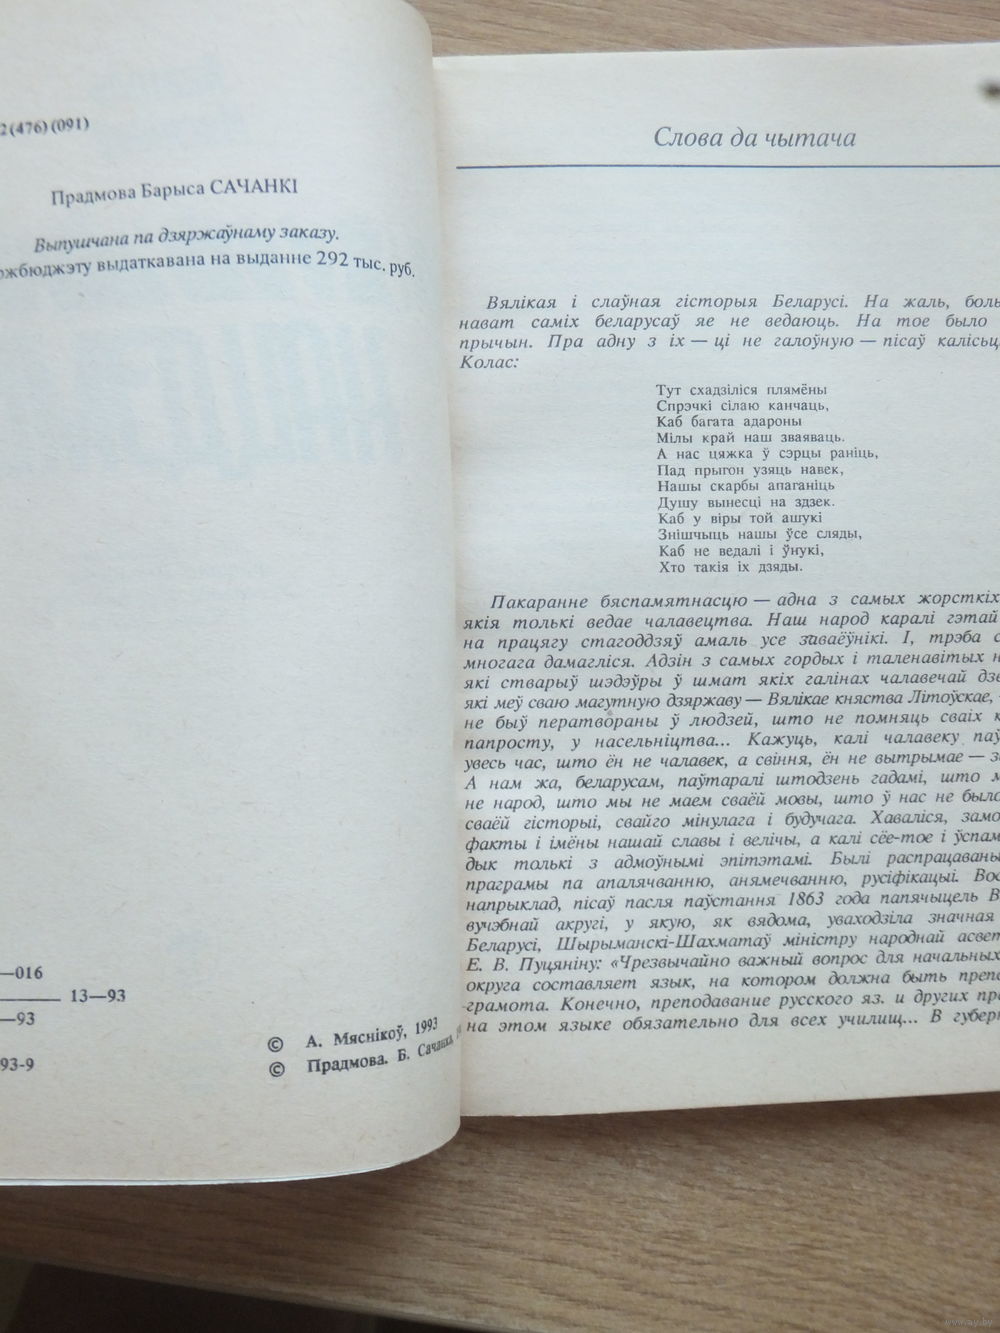 2(476)(091)
Прадмова Барыса САЧАНКІ
Выпушчана па дзяржаўнаму заказу.
жбюджэту выдаткавана на выданне 292 тыс. руб.
—016
13—93
—93
93-9
© А. Мяснікоў, 1993
© Прадмова. Б. Сачанка,
Слова да чытача
Вялікая і слаўная гісторыя Беларусі. На жаль, боль
нават саміх беларусаў яе не ведаюць. На тое было
прычын. Пра адну з іх — ці не галоўную — пісаў калісьц
Колас:
Тут схадзіліся плямёны
Спрэчкі сілаю канчаць,
Каб багата адароны
Мілы край наш зваяваць.
А нас цяжка ў сэрцы раніць,
Пад прыгон узяць навек,
Нашы скарбы апаганіць
Душу вынесці на здзек.
Каб у віры той ашукі
Знішчыць нашы ўсе сляды,
Каб не ведалі і ўнукі,
Хто такія іх дзяды.
Пакаранне бяспамятнасцю — адна з самых жорсткіх
якія толькі ведае чалавецтва. Наш народ каралі гэтай
на працягу стагоддзяў амаль усе заваёўнікі. І, трэба с
многага дамагліся. Адзін з самых гордых і таленавітых н
які стварыў шэдэўры ў шмат якіх галінах чалавечай дзе
які меў сваю магутную дзяржаву — Вялікае княства Літоўскае,
не быў ператвораны ў людзей, што не помняць сваіх к
папросту, у насельніцтва... Кажуць, калі чалавеку паў
увесь час, што ён не чалавек, а свіння, ён не вытрымае — з
А нам жа, беларусам, паўтаралі штодзень гадамі, што м
не народ, што мы не маем сваёй мовы, што ў нас не было
сваёй гісторыі, свайго мінулага і будучага. Хаваліся, замо
факты і імёны нашай славы і велічы, а калі сёе-тое і ўспам
дык толькі з адмоўнымі эпітэтамі. Былі распрацаваны
праграмы па апалячванню, анямечванню, русіфікацыі. Вос
напрыклад, пісаў пасля паўстання 1863 года папячыцель В
вучэбнай акругі, у якую, як вядома, уваходзіла значная
Беларусі, Шырыманскі-Шахматаў міністру народнай асвет
Е. В. Пуцяніну: «Чрезвычайно важный вопрос для начальных
округа составляет язык, на котором должна быть препо
грамота. Конечно, преподавание русского яз. и других пре
на этом языке обязательно для всех училищ... В губерн
www.ay.by